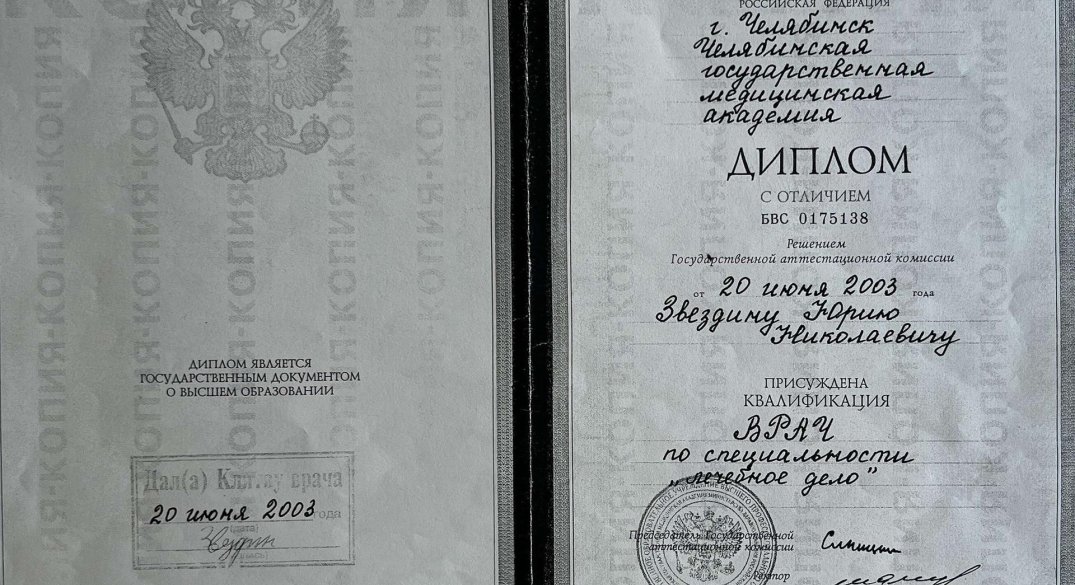 ДИПЛОМ ЯВЛЯЕТСЯ
ГОСУДАРСТВЕННЫМ ДОКУМЕНТОМ
О ВЫСШЕМ ОБРАЗОВАНИИ
Дал(а) Клятву врача
20 июня 2003 года
РОССИЙСКАЯ ФЕДЕРАЦИЯ
г. Челябинск
Челябинская
государственная
медицинская
академия
ДИПЛОМ
С ОТЛИЧИЕМ
БВС 0175138
Решением
Государственной аттестационной комиссии
от 20 июня 2003 года
Звездину Юрию
Николаевичу
ПРИСУЖДЕНА
КВАЛИФИКАЦИЯ
ВРАЧ
по специальности
„лечебное дело"
Председатель Государственной
аттестационной комиссии
Ректор